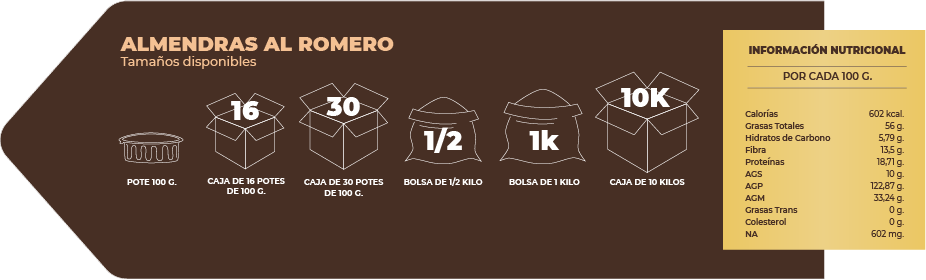 ALMENDRAS AL ROMERO
Tamaños disponibles
16
30
1/2
1k
10K
POTE 100 G.
CAJA DE 16 POTES
DE 100 G.
CAJA DE 30 POTES
DE 100 G.
BOLSA DE 1/2 KILO
BOLSA DE 1 KILO
CAJA DE 10 KILOS
INFORMACIÓN NUTRICIONAL
POR CADA 100 G.
Calorías 602 kcal.
Grasas Totales 56 g.
Hidratos de Carbono 5,79 g.
Fibra 13,5 g.
Proteínas 18,71 g.
AGS 10 g.
AGP 122,87 g.
AGM 33,24 g.
Grasas Trans 0 g.
Colesterol 0 g.
NA 602 mg.